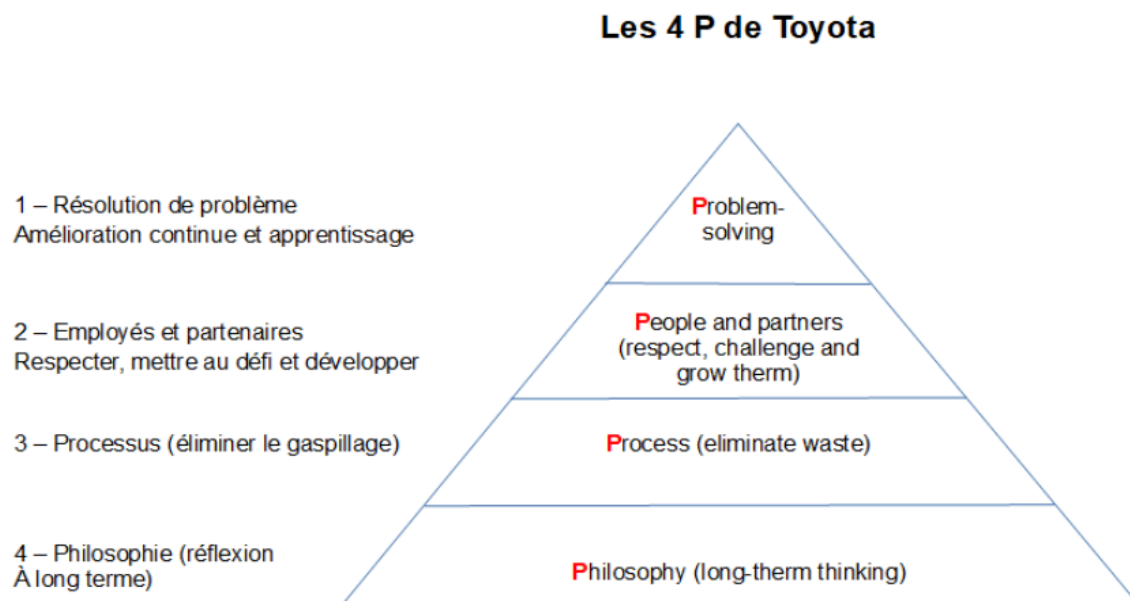 Les 4 P de Toyota
1 – Résolution de problème
Amélioration continue et apprentissage
Problem-
solving
2 – Employés et partenaires
Respecter, mettre au défi et développer
People and partners
(respect, challenge and
grow therm)
3 – Processus (éliminer le gaspillage)
Process (eliminate waste)
4 – Philosophie (réflexion
À long terme)
Philosophy (long-therm thinking)